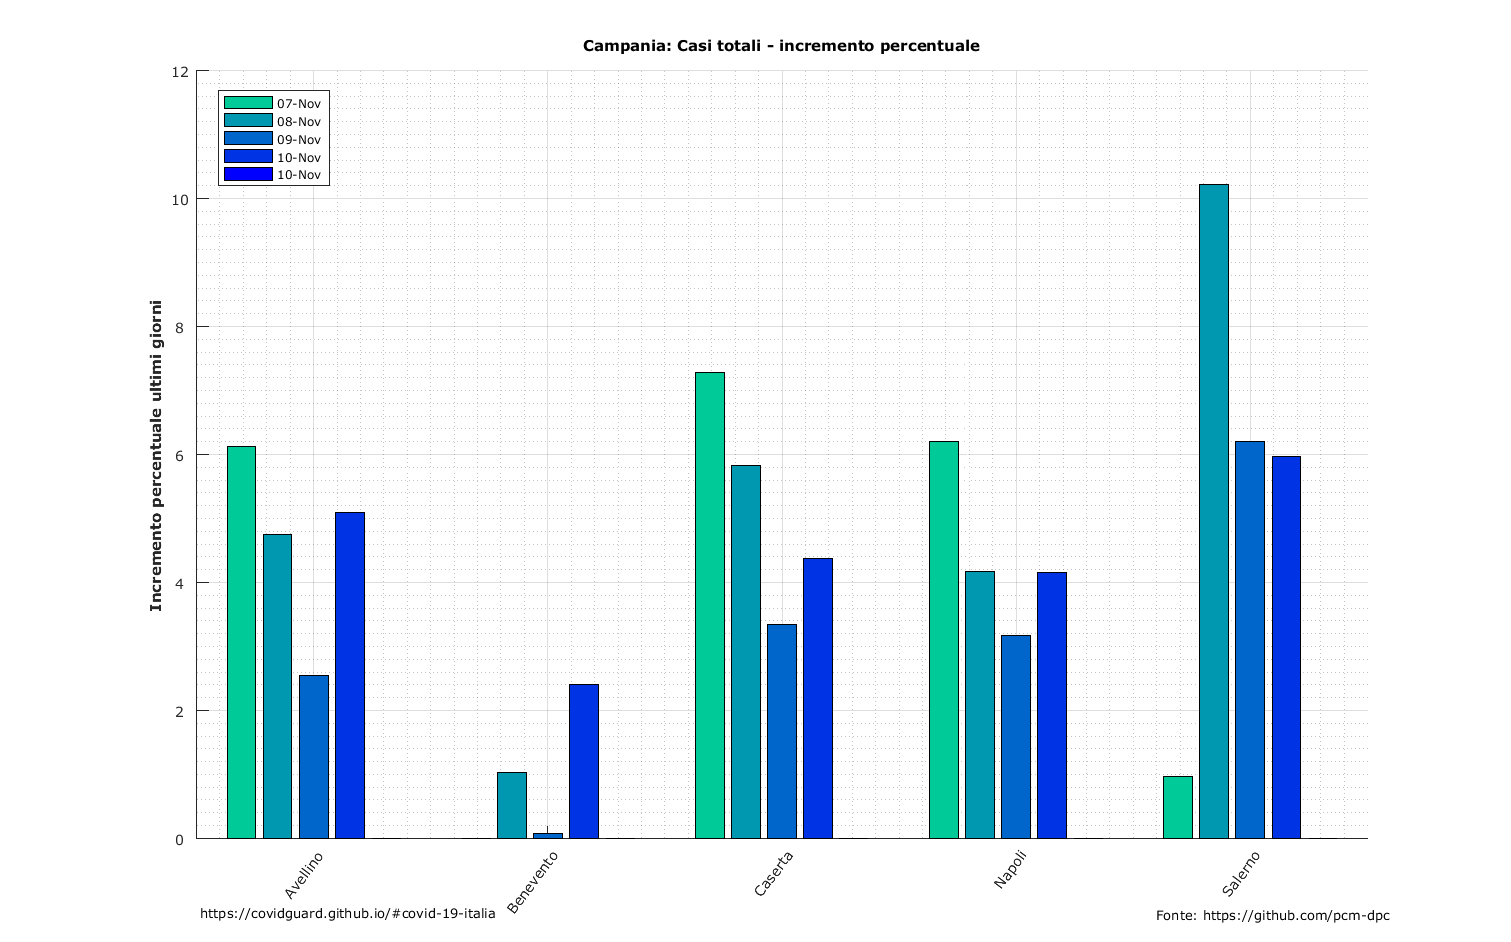 Campania: Casi totali - incremento percentuale
12
10
8
6
4
2
0
Incremento percentuale ultimi giorni
07-Nov
08-Nov
09-Nov
10-Nov
10-Nov
Avellino
Benevento
Caserta
Napoli
Salerno
https://covidguard.github.io/#covid-19-italia
Fonte: https://github.com/pcm-dpc